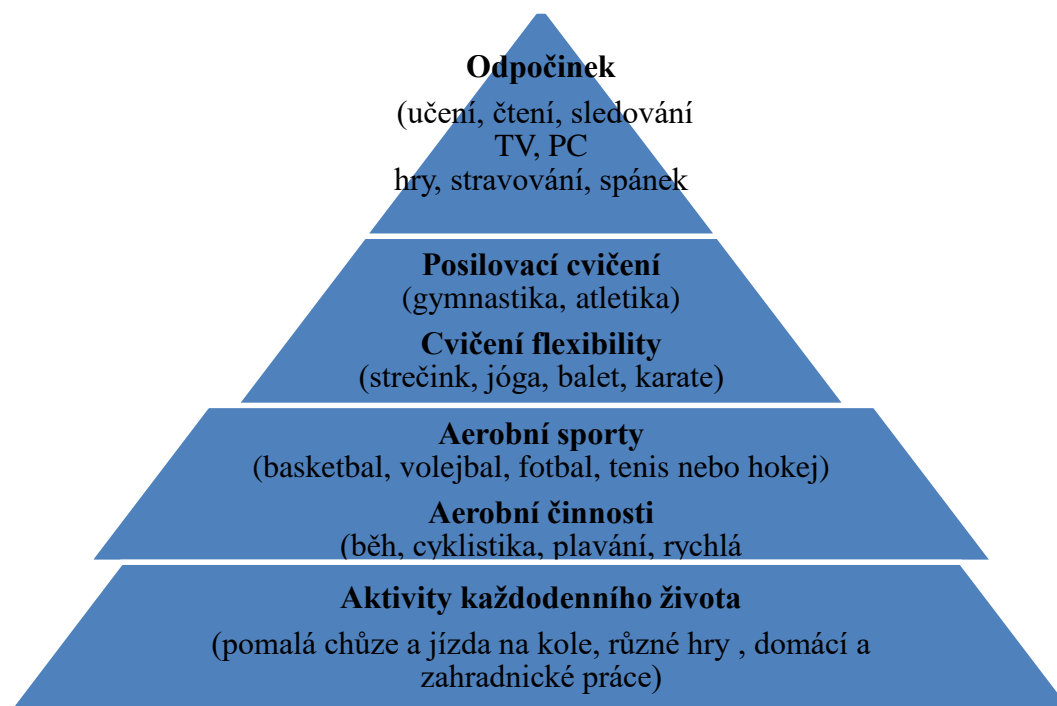 Odpočinek
(učení, čtení, sledování
TV, PC
hry, stravování, spánek
Posilovací cvičení
(gymnastika, atletika)
Cvičení flexibility
(strečink, jóga, balet, karate)
Aerobní sporty
(basketbal, volejbal, fotbal, tenis nebo hokej)
Aerobní činnosti
(běh, cyklistika, plavání, rychlá
Aktivity každodenního života
(pomalá chůze a jízda na kole, různé hry , domácí a
zahradnické práce)